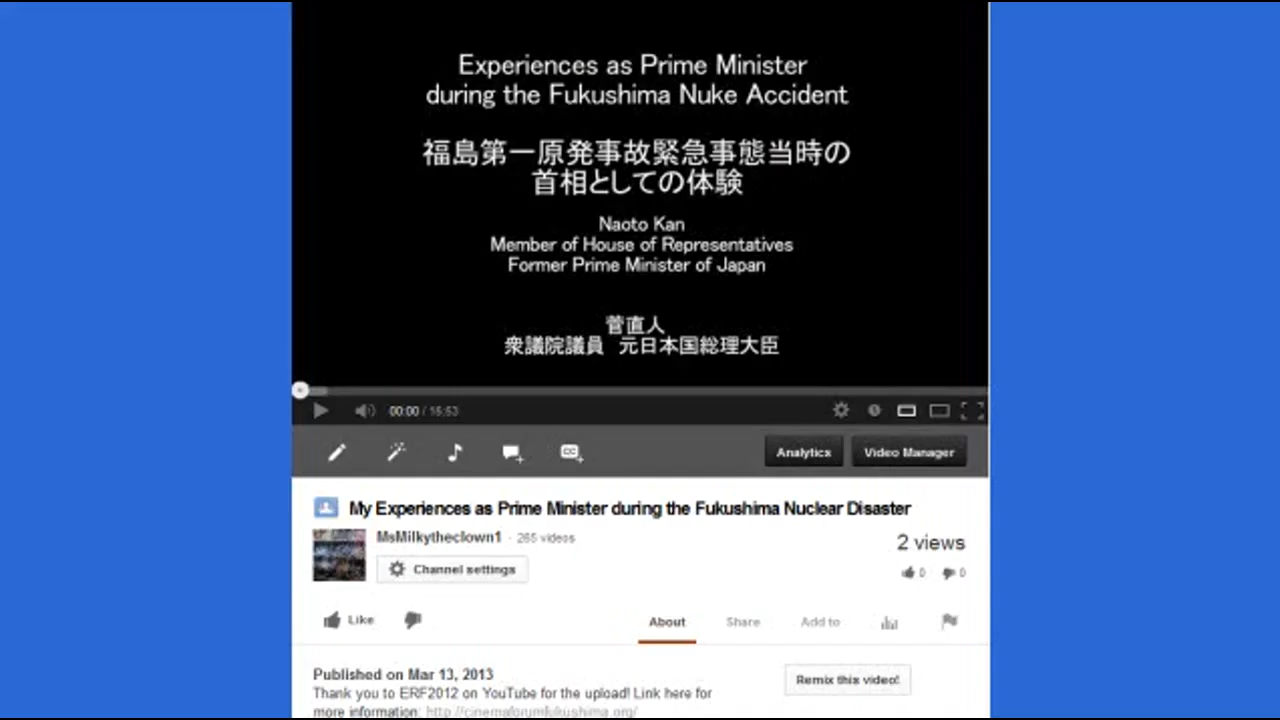 Experiences as Prime Minister
during the Fukushima Nuke Accident
福島第一原発事故緊急事態当時の
首相としての体験
Naoto Kan
Member of House of Representatives
Former Prime Minister of Japan
菅直人
衆議院議員 元日本国総理大臣
00:00 / 15:53
Analytics Video Manager
My Experiences as Prime Minister during the Fukushima Nuclear Disaster
MsMilkytheclown1 · 265 videos
2 views
Channel settings
0 0
Like
About Share Add to
Published on Mar 13, 2013
Remix this video!
Thank you to ERF2012 on YouTube for the upload! Link here for
more information: http://cinemaforumfukushima.org/